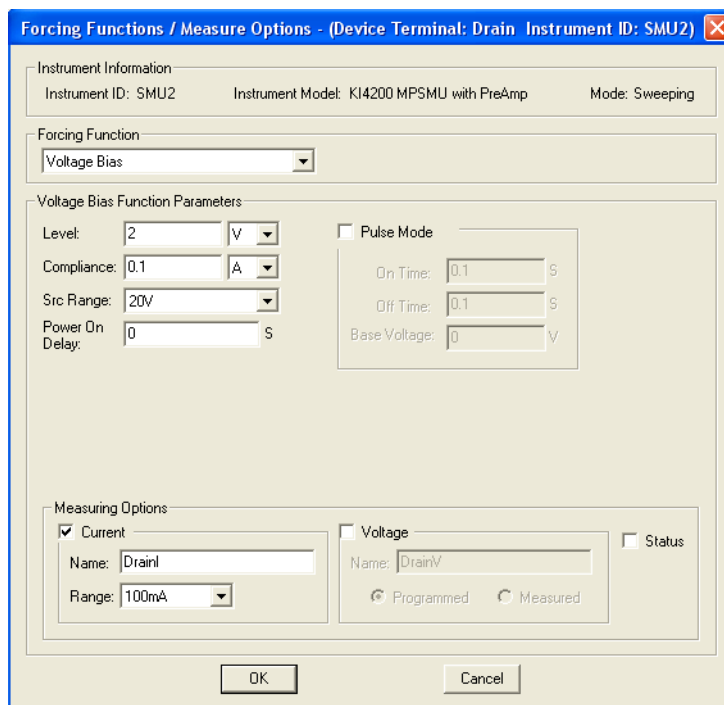 Forcing Functions / Measure Options - (Device Terminal: Drain  Instrument ID: SMU2)
Instrument Information
Instrument ID: SMU2 Instrument Model: KI4200 MPSMU with PreAmp Mode: Sweeping
Forcing Function
Voltage Bias
Voltage Bias Function Parameters
Level: 2 V
Compliance: 0.1 A
Src Range: 20V
Power On Delay: 0 S
Pulse Mode
On Time: 0.1 S
Off Time: 0.1 S
Base Voltage: 0 V
Measuring Options
Current
Name: DrainI
Range: 100mA
Voltage
Name: DrainV
Programmed Measured
Status
OK Cancel